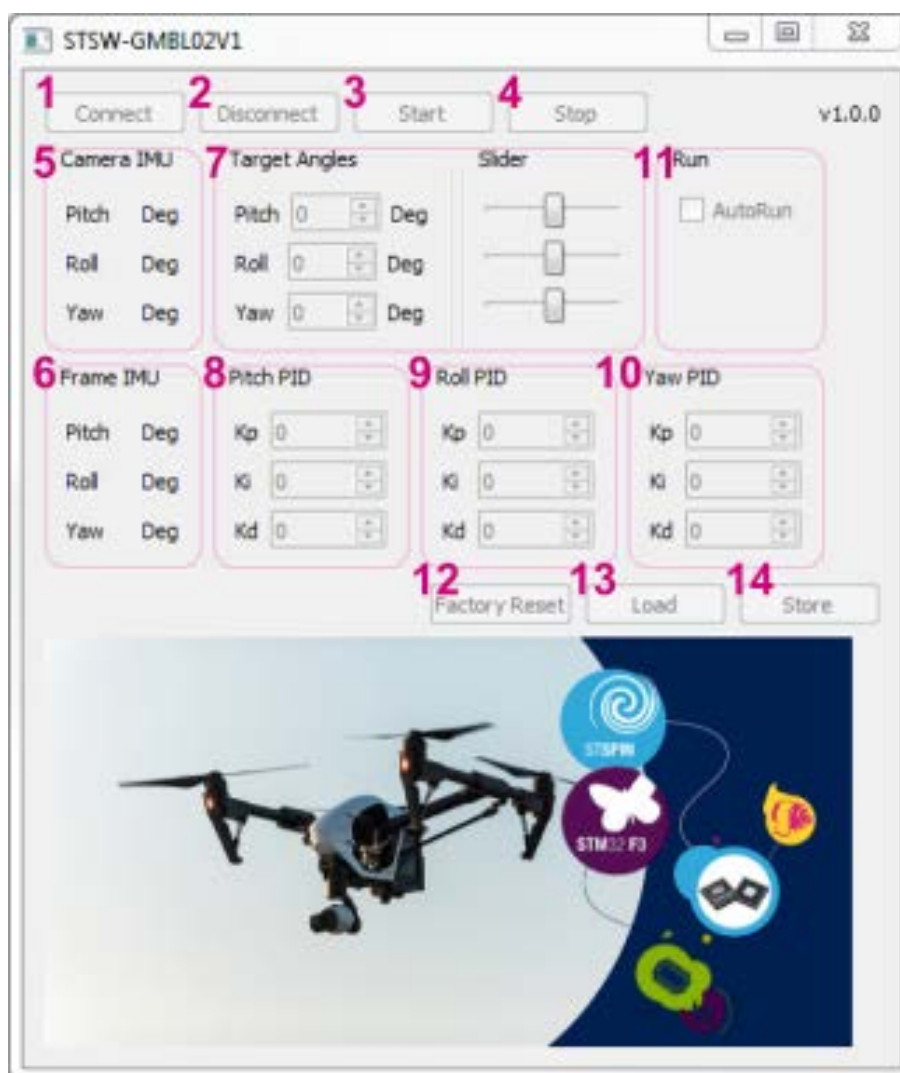 STSW-GMBL02V1
1 Connect 2 Disconnect 3 Start 4 Stop v1.0.0
5 Camera IMU 7 Target Angles Slider 11 Run
Pitch Deg Pitch 0 Deg AutoRun
Roll Deg Roll 0 Deg
Yaw Deg Yaw 0 Deg
6 Frame IMU 8 Pitch PID 9 Roll PID 10 Yaw PID
Pitch Deg Kp 0 Kp 0 Kp 0
Roll Deg Ki 0 Ki 0 Ki 0
Yaw Deg Kd 0 Kd 0 Kd 0
12 Factory Reset 13 Load 14 Store
STSPIN
STM32 F3